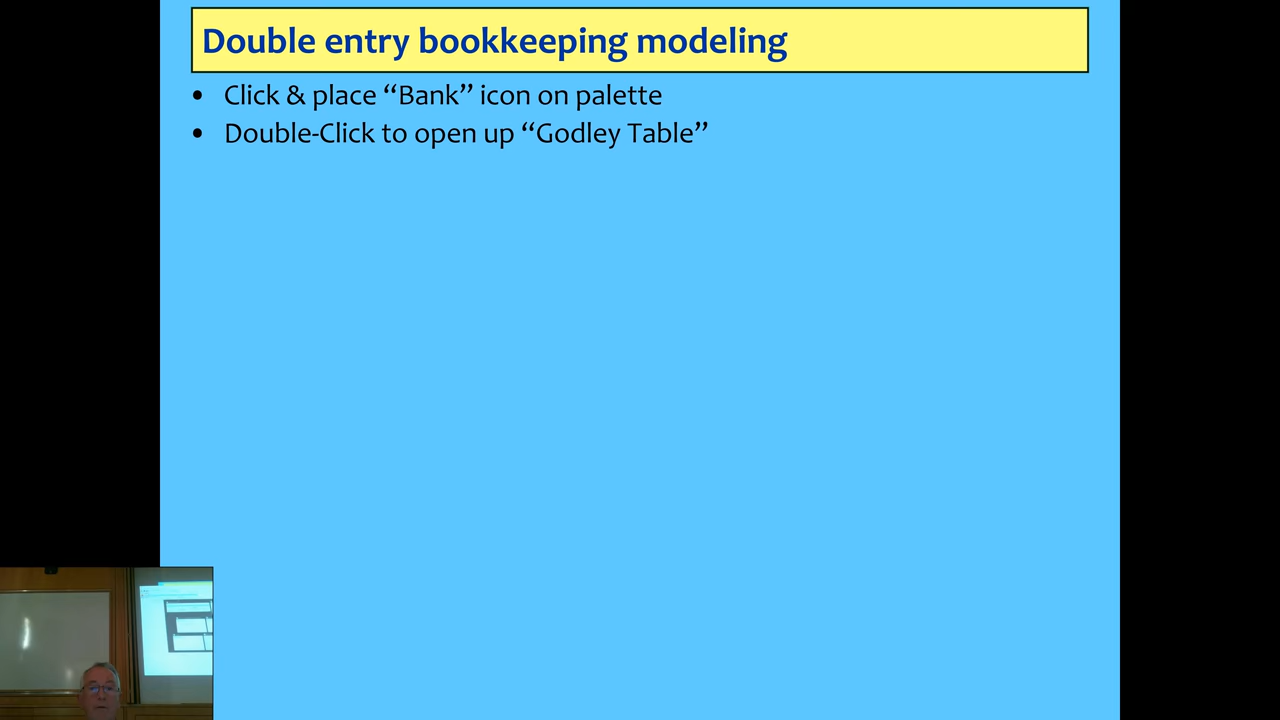 Double entry bookkeeping modeling
• Click & place “Bank” icon on palette
• Double-Click to open up “Godley Table”